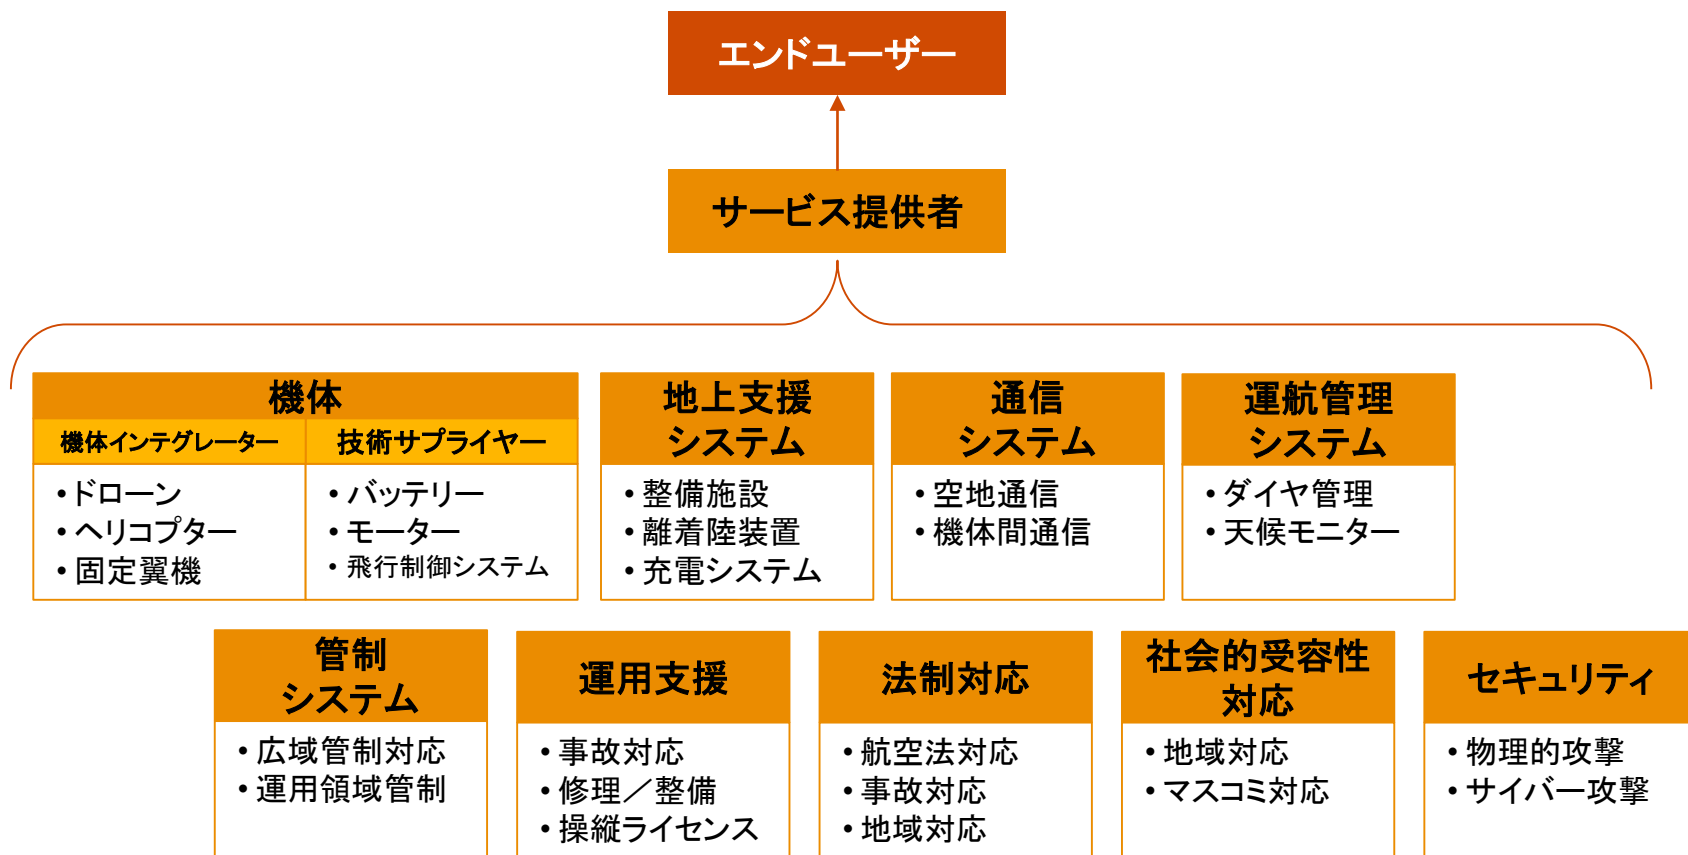 エンドユーザー
サービス提供者
機体
機体インテグレーター
技術サプライヤー
・ドローン
・ヘリコプター
・固定翼機
・バッテリー
・モーター
・飛行制御システム
地上支援
システム
・整備施設
・離着陸装置
・充電システム
通信
システム
・空地通信
・機体間通信
運航管理
システム
・ダイヤ管理
・天候モニター
管制
システム
・広域管制対応
・運用領域管制
運用支援
・事故対応
・修理／整備
・操縦ライセンス
法制対応
・航空法対応
・事故対応
・地域対応
社会的受容性
対応
・地域対応
・マスコミ対応
セキュリティ
・物理的攻撃
・サイバー攻撃